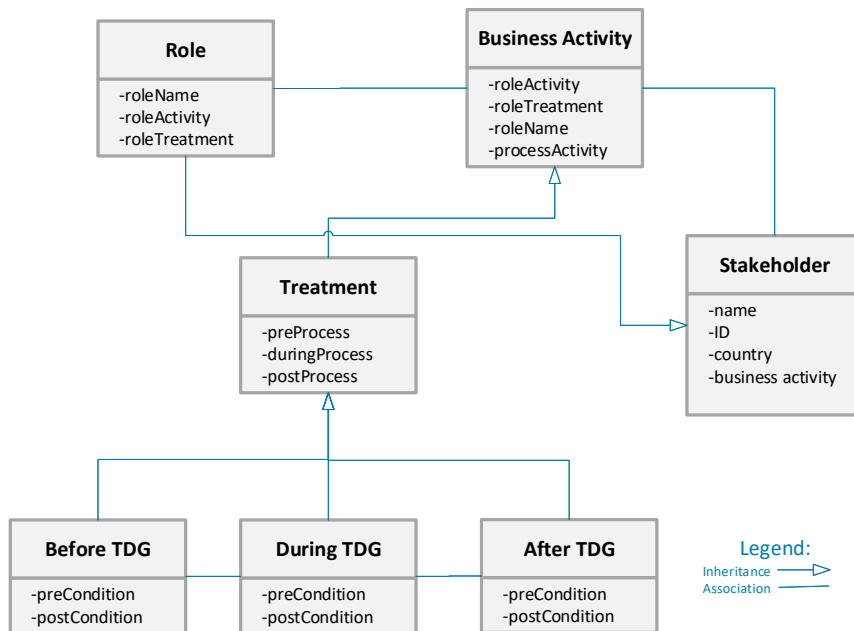 Role
-roleName
-roleActivity
-roleTreatment
Business Activity
-roleActivity
-roleTreatment
-roleName
-processActivity
Treatment
-preProcess
-duringProcess
-postProcess
Stakeholder
-name
-ID
-country
-business activity
Before TDG
-preCondition
-postCondition
During TDG
-preCondition
-postCondition
After TDG
-preCondition
-postCondition
Legend:
Inheritance
Association